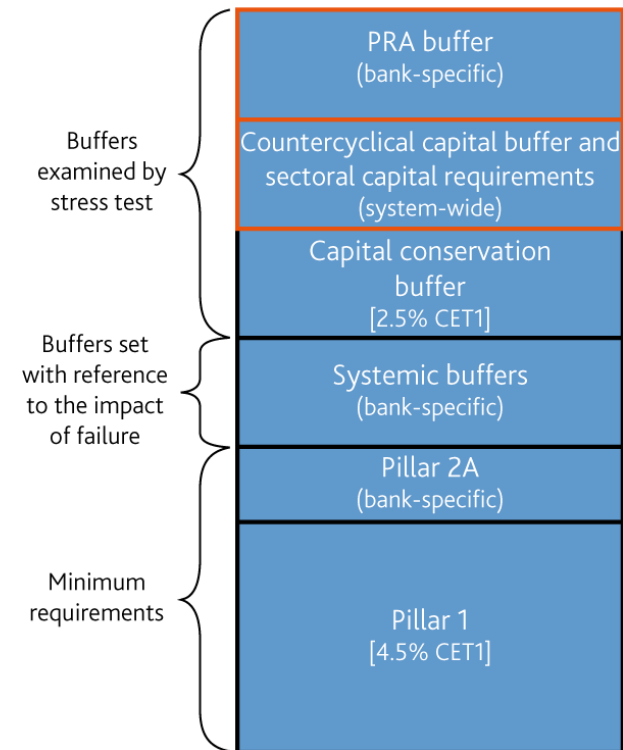 PRA buffer
(bank-specific)
Buffers
examined by
stress test
Countercyclical capital buffer and
sectoral capital requirements
(system-wide)
Capital conservation
buffer
[2.5% CET1]
Buffers set
with reference
to the impact
of failure
Systemic buffers
(bank-specific)
Pillar 2A
(bank-specific)
Minimum
requirements
Pillar 1
[4.5% CET1]